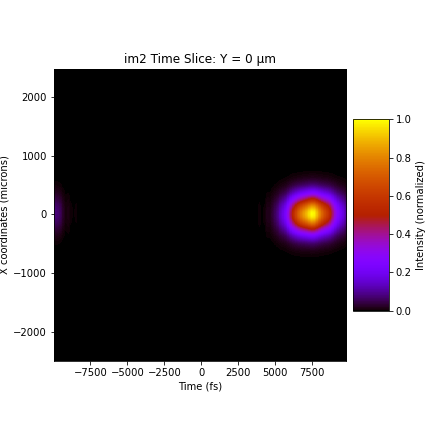 im2 Time Slice: Y = 0 μm
2000
1000
0
−1000
−2000
X coordinates (microns)
−7500 −5000 −2500 0 2500 5000 7500
Time (fs)
1.0
0.8
0.6
0.4
0.2
0.0
Intensity (normalized)